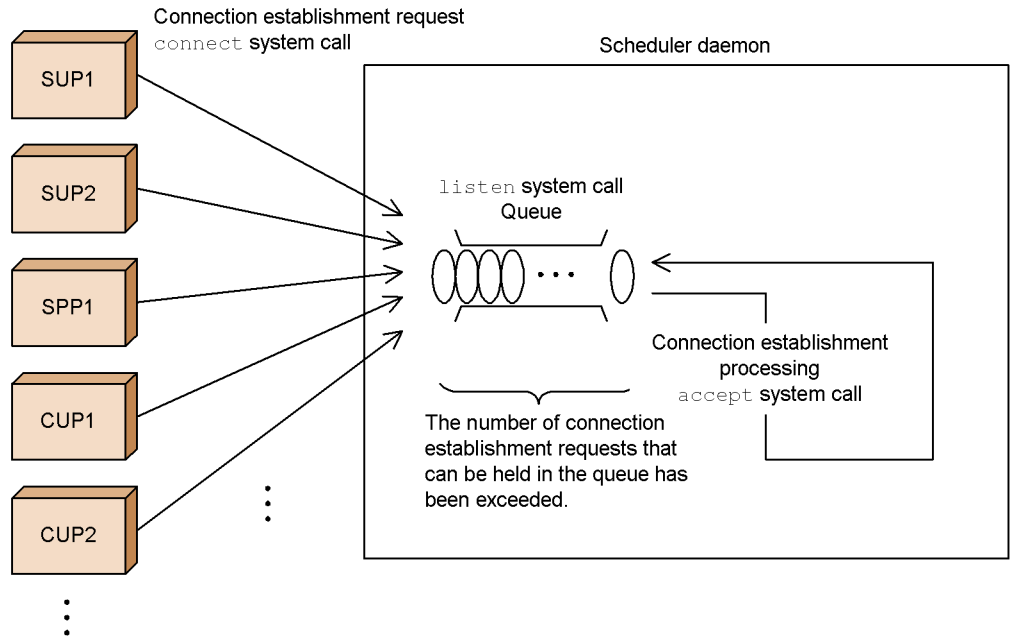 Connection establishment request
connect system call
Scheduler daemon
SUP1
SUP2
SPP1
CUP1
CUP2
listen system call
Queue
Connection establishment
processing
accept system call
The number of connection
establishment requests that
can be held in the queue has
been exceeded.